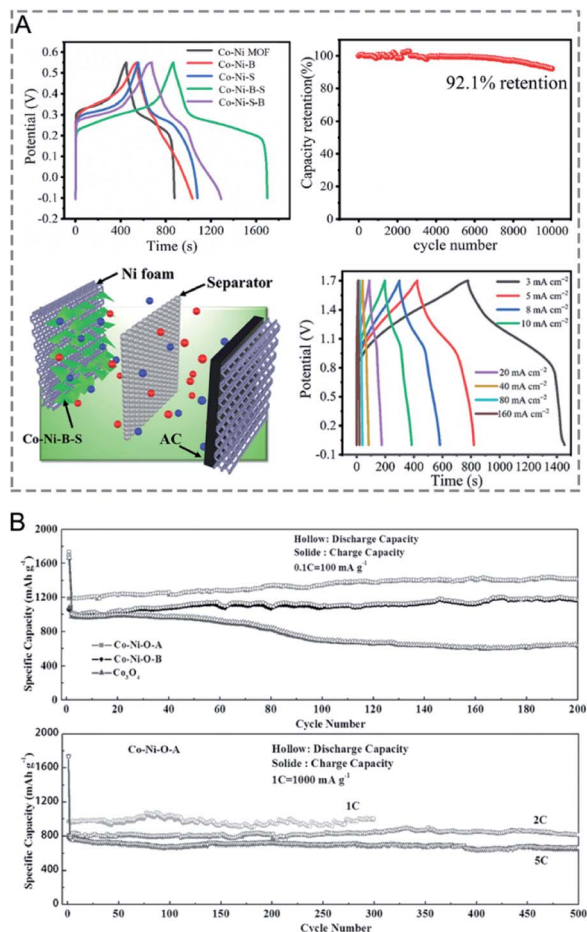 A
Co-Ni MOF
Co-Ni-B
Co-Ni-S
Co-Ni-B-S
Co-Ni-S-B
0.6
0.5
0.4
0.3
0.2
0.1
0.0
-0.1
-0.2
Potential (V)
0 400 800 1200 1600
Time (s)
100
80
60
40
20
0
Capacity retention(%)
92.1% retention
0 2000 4000 6000 8000 10000
cycle number
Ni foam
Separator
Co-Ni-B-S
AC
1.7
1.4
1.1
0.8
0.5
0.2
-0.1
Potential (V)
3 mA cm⁻²
5 mA cm⁻²
8 mA cm⁻²
10 mA cm⁻²
20 mA cm⁻²
40 mA cm⁻²
80 mA cm⁻²
160 mA cm⁻²
0 200 400 600 800 1000 1200 1400
Time (s)
B
2000
1600
1200
800
400
0
Specific Capacity (mAh g⁻¹)
Hollow: Discharge Capacity
Solide : Charge Capacity
0.1C=100 mA g⁻¹
Co-Ni-O-A
Co-Ni-O-B
Co₃O₄
0 20 40 60 80 100 120 140 160 180 200
Cycle Number
2000
1600
1200
800
400
0
Specific Capacity (mAh g⁻¹)
Co-Ni-O-A
Hollow: Discharge Capacity
Solide : Charge Capacity
1C=1000 mA g⁻¹
1C
2C
5C
0 50 100 150 200 250 300 350 400 450 500
Cycle Number